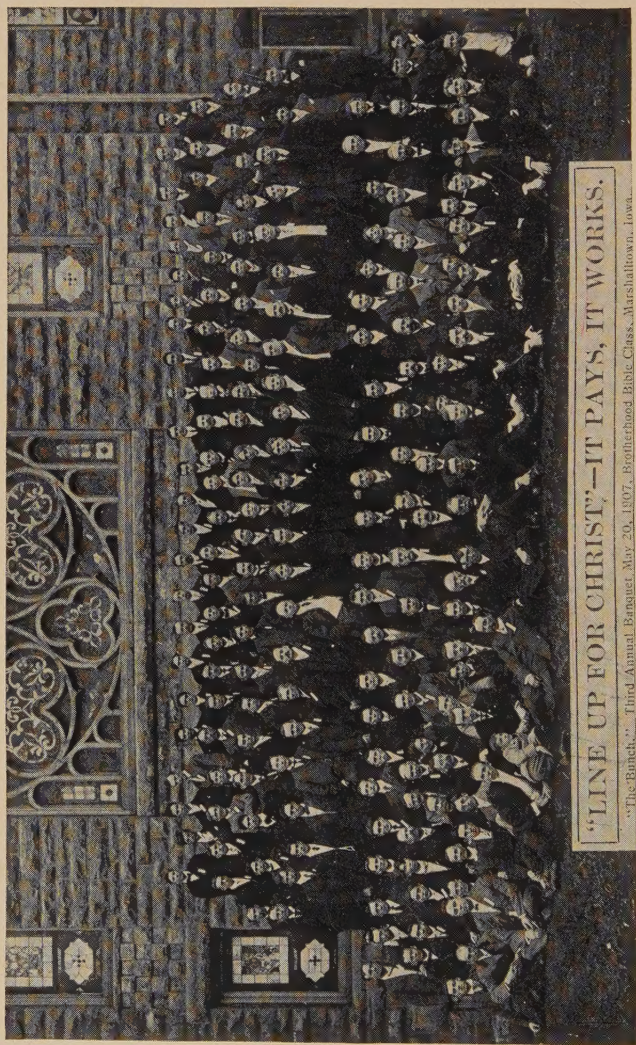 "LINE UP FOR CHRIST,"—IT PAYS, IT WORKS.
"The Bunch." Third Annual Banquet May 20, 1907, Brotherhood Bible Class, Marshalltown, Iowa.